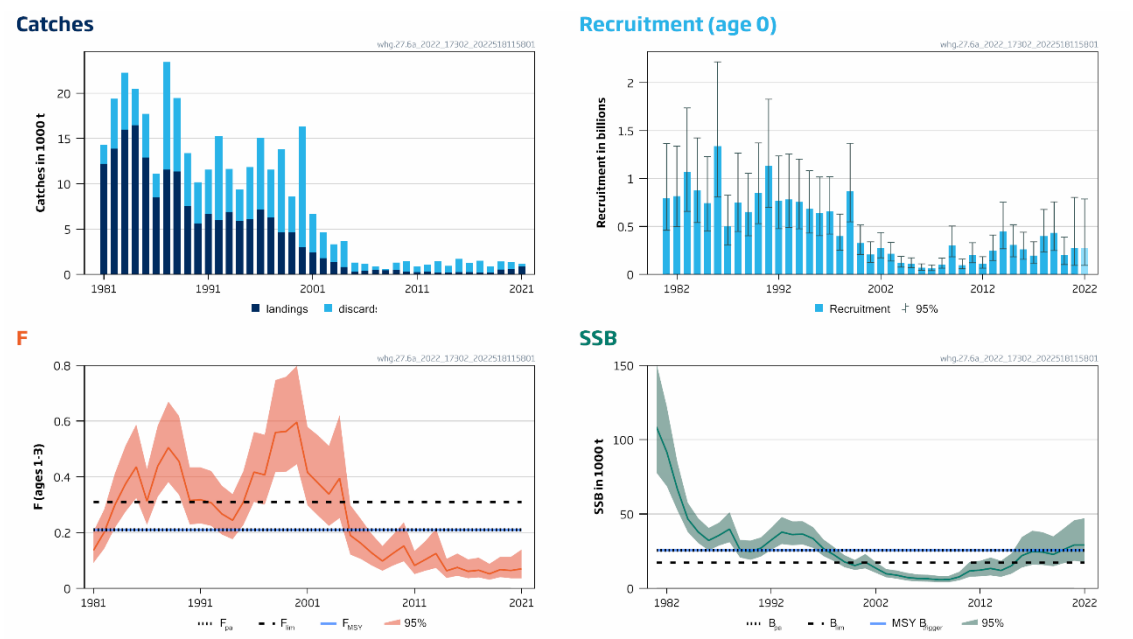 Catches
whg.27.6a_2022_17302_2022518115801
Catches in 1000 t
20
15
10
5
0
1981 1991 2001 2011 2021
landings discards
Recruitment (age 0)
whg.27.6a_2022_17302_2022518115801
Recruitment in billions
2
1.5
1
0.5
0
1982 1992 2002 2012 2022
Recruitment 95%
F
whg.27.6a_2022_17302_2022518115801
F (ages 1-3)
0.8
0.6
0.4
0.2
0
1981 1991 2001 2011 2021
Fpa Flim FMSY 95%
SSB
whg.27.6a_2022_17302_2022518115801
SSB in 1000 t
150
100
50
0
1982 1992 2002 2012 2022
Bpa Blim MSY Btrigger 95%